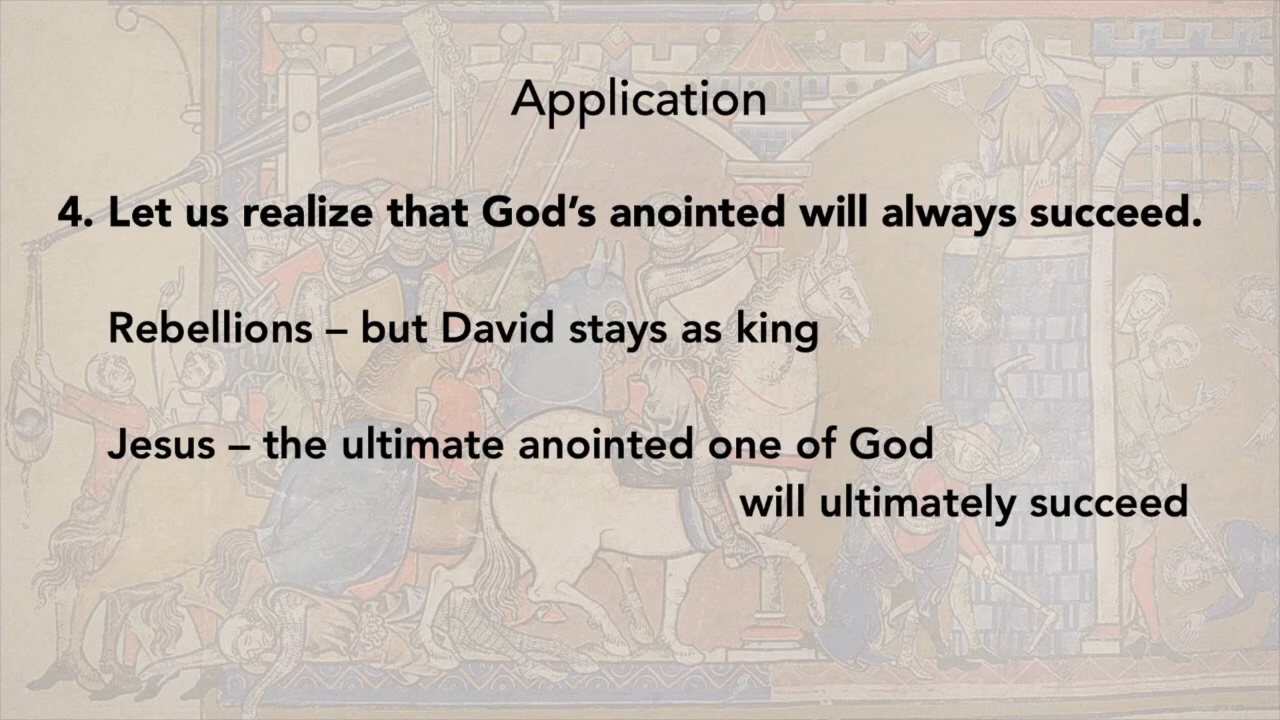 Application
4. Let us realize that God’s anointed will always succeed.
Rebellions – but David stays as king
Jesus – the ultimate anointed one of God
will ultimately succeed